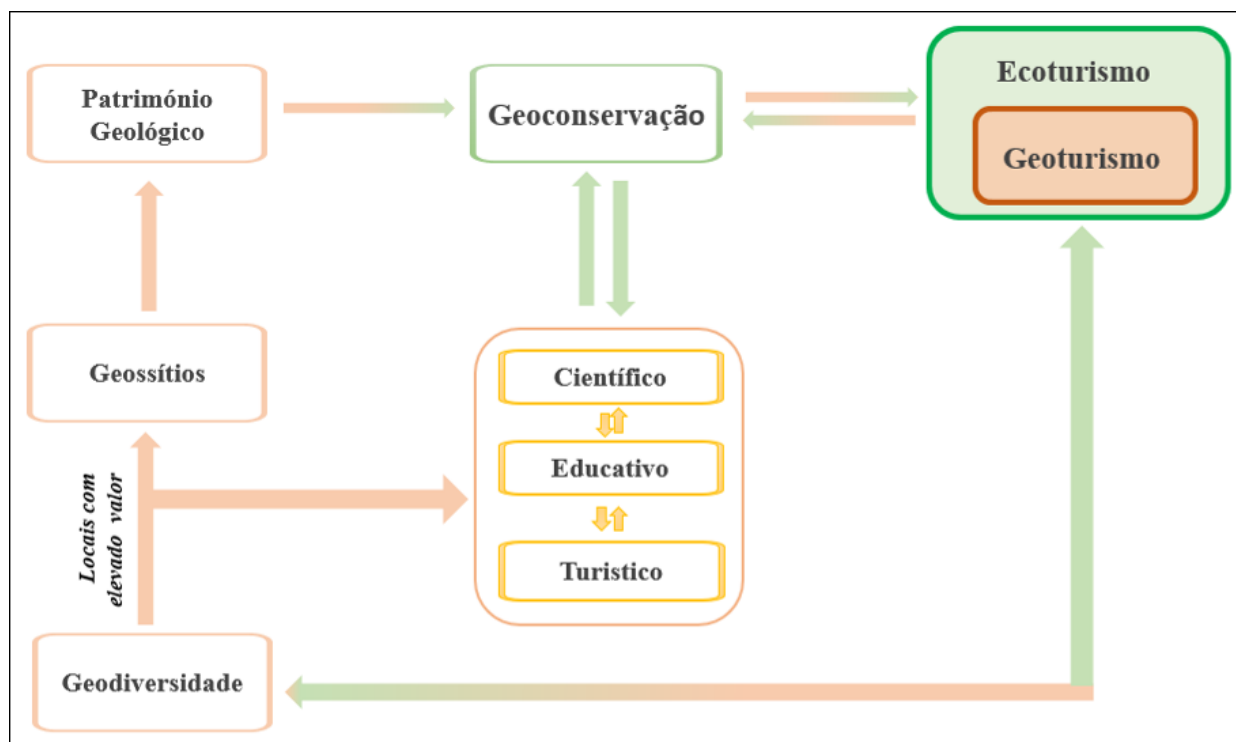 Património
Geológico
Geoconservação
Ecoturismo
Geoturismo
Geossítios
Científico
Educativo
Turistico
Locais com
elevado valor
Geodiversidade